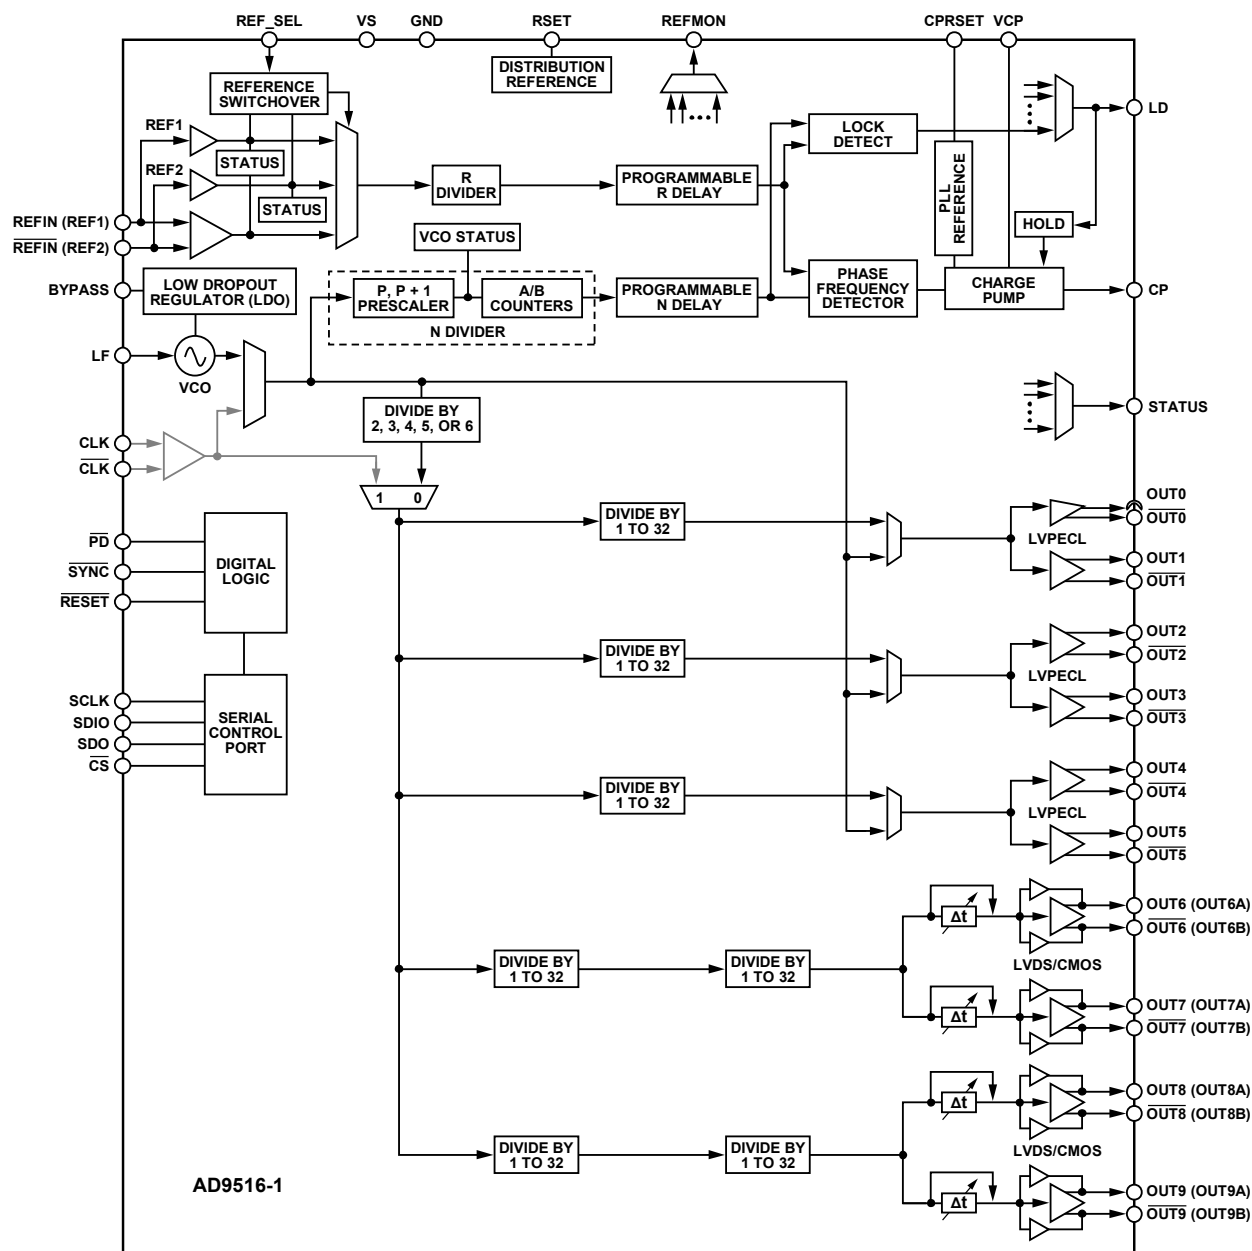 REF_SEL
VS
GND
RSET
REFMON
CPRSET
VCP
DISTRIBUTION
REFERENCE
REFERENCE
SWITCHOVER
REF1
STATUS
REF2
STATUS
REFIN (REF1)
REFIN (REF2)
BYPASS
LOW DROPOUT
REGULATOR (LDO)
LF
VCO
R
DIVIDER
PROGRAMMABLE
R DELAY
LOCK
DETECT
LD
PLL
REFERENCE
HOLD
VCO STATUS
P, P + 1
PRESCALER
A/B
COUNTERS
N DIVIDER
PROGRAMMABLE
N DELAY
PHASE
FREQUENCY
DETECTOR
CHARGE
PUMP
CP
STATUS
DIVIDE BY
2, 3, 4, 5, OR 6
CLK
CLK
1 0
PD
SYNC
RESET
DIGITAL
LOGIC
SCLK
SDIO
SDO
CS
SERIAL
CONTROL
PORT
DIVIDE BY
1 TO 32
LVPECL
OUT0
OUT0
OUT1
OUT1
DIVIDE BY
1 TO 32
LVPECL
OUT2
OUT2
OUT3
OUT3
DIVIDE BY
1 TO 32
LVPECL
OUT4
OUT4
OUT5
OUT5
DIVIDE BY
1 TO 32
DIVIDE BY
1 TO 32
Δt
Δt
LVDS/CMOS
OUT6 (OUT6A)
OUT6 (OUT6B)
OUT7 (OUT7A)
OUT7 (OUT7B)
DIVIDE BY
1 TO 32
DIVIDE BY
1 TO 32
Δt
Δt
LVDS/CMOS
OUT8 (OUT8A)
OUT8 (OUT8B)
OUT9 (OUT9A)
OUT9 (OUT9B)
AD9516-1